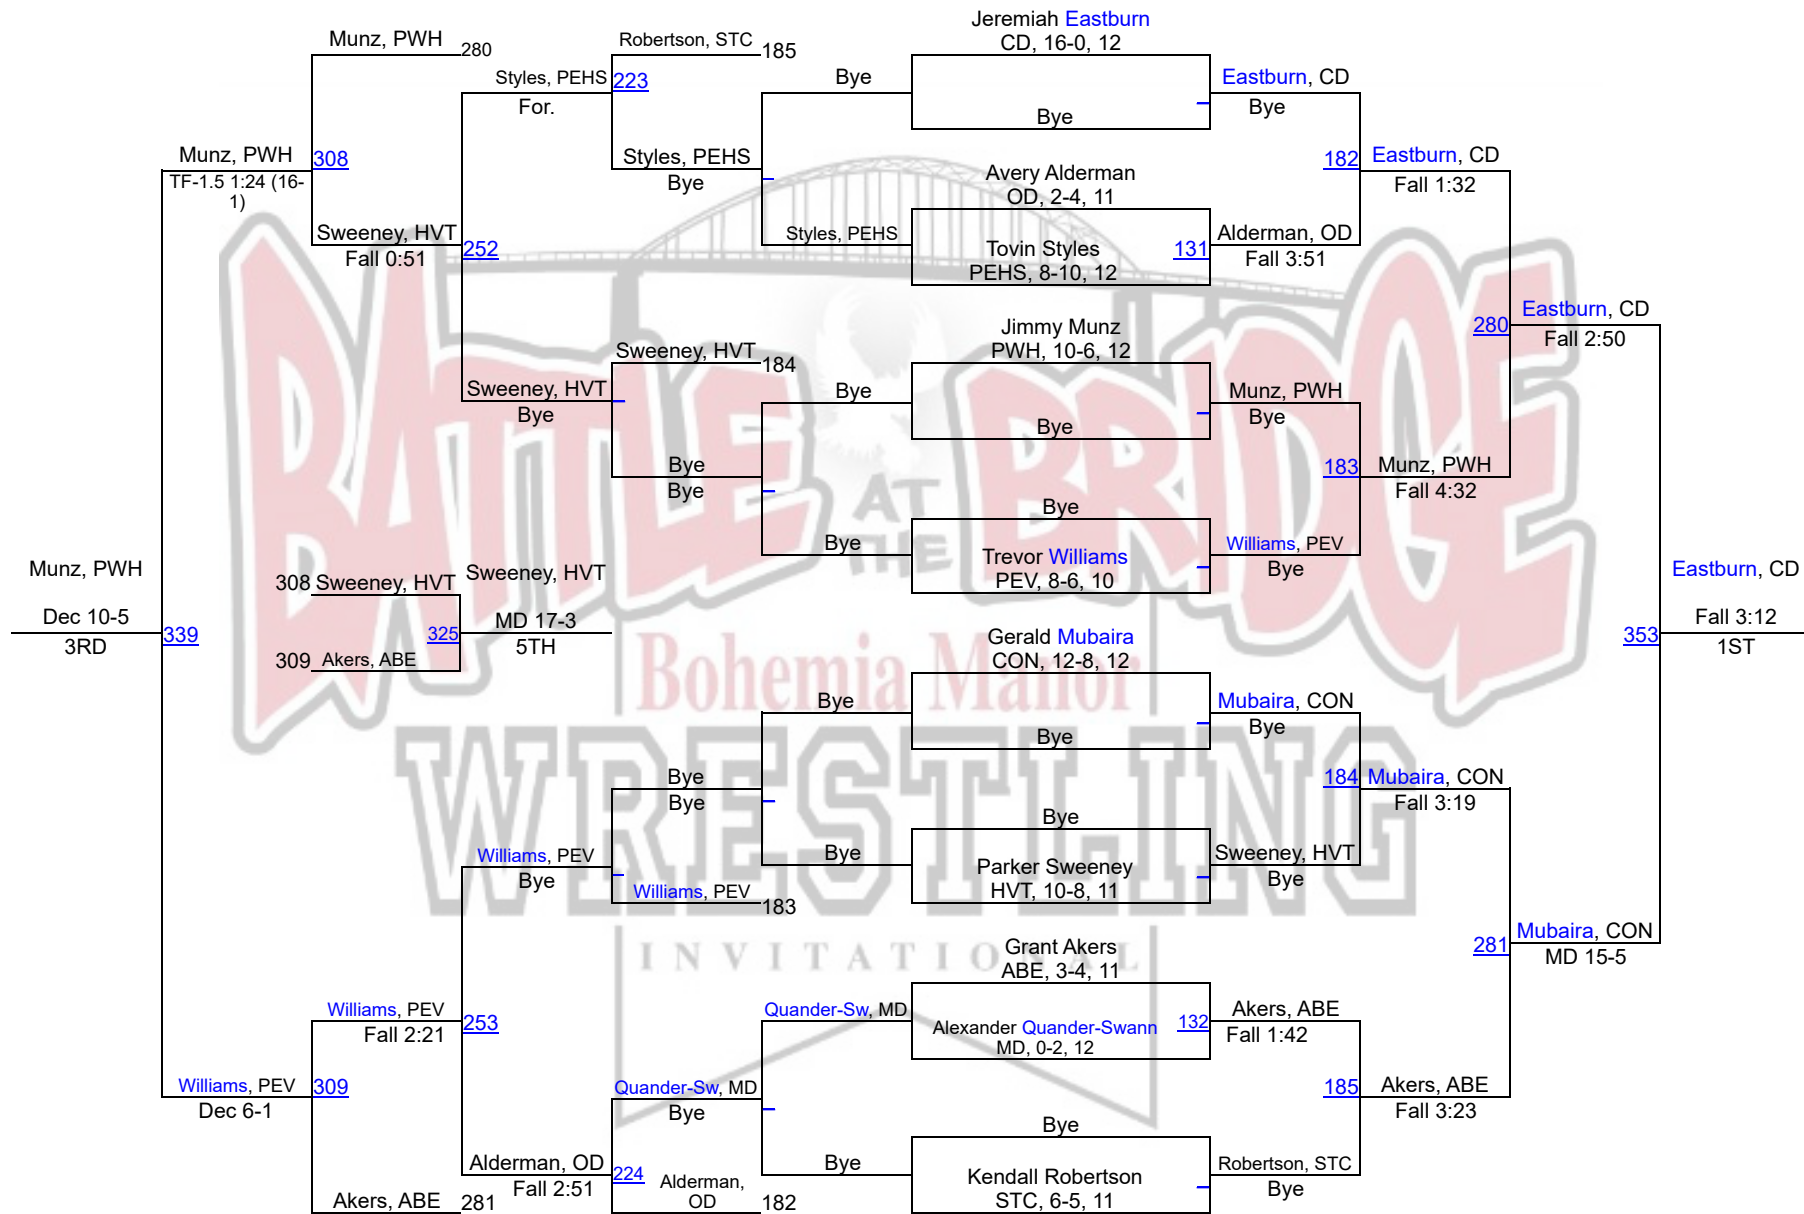 Jeremiah Eastburn
CD, 16-0, 12
Munz, PWH
280
Robertson, STC
185
Styles, PEHS
223
For.
Bye
Eastburn, CD
Bye
Bye
Munz, PWH
308
TF-1.5 1:24 (16-
1)
Styles, PEHS
Bye
Avery Alderman
OD, 2-4, 11
182
Eastburn, CD
Fall 1:32
Sweeney, HVT
Fall 0:51
252
Styles, PEHS
Tovin Styles
PEHS, 8-10, 12
131
Alderman, OD
Fall 3:51
Eastburn, CD
280
Fall 2:50
Jimmy Munz
PWH, 10-6, 12
Sweeney, HVT
184
Sweeney, HVT
Bye
Bye
Munz, PWH
Bye
Bye
Bye
Bye
183
Munz, PWH
Fall 4:32
BATTLE
AT
THE
BRIDGE
Bye
Bye
Trevor Williams
PEV, 8-6, 10
Williams, PEV
Bye
Munz, PWH
Dec 10-5
3RD
339
308
Sweeney, HVT
Sweeney, HVT
325
MD 17-3
5TH
309
Akers, ABE
Eastburn, CD
353
Fall 3:12
1ST
Bohemia Manor
Gerald Mubaira
CON, 12-8, 12
Bye
Mubaira, CON
Bye
Bye
WRESTLING
Bye
Bye
184
Mubaira, CON
Fall 3:19
Bye
Williams, PEV
Bye
Bye
Parker Sweeney
HVT, 10-8, 11
Sweeney, HVT
Bye
Williams, PEV
183
INVITATIONAL
Grant Akers
ABE, 3-4, 11
281
Mubaira, CON
MD 15-5
Williams, PEV
Fall 2:21
253
Quander-Sw, MD
Alexander Quander-Swann
MD, 0-2, 12
132
Akers, ABE
Fall 1:42
Williams, PEV
Dec 6-1
309
Quander-Sw, MD
Bye
185
Akers, ABE
Fall 3:23
Bye
Alderman, OD
Fall 2:51
224
Bye
Kendall Robertson
STC, 6-5, 11
Robertson, STC
Bye
Akers, ABE
281
Alderman,
OD
182